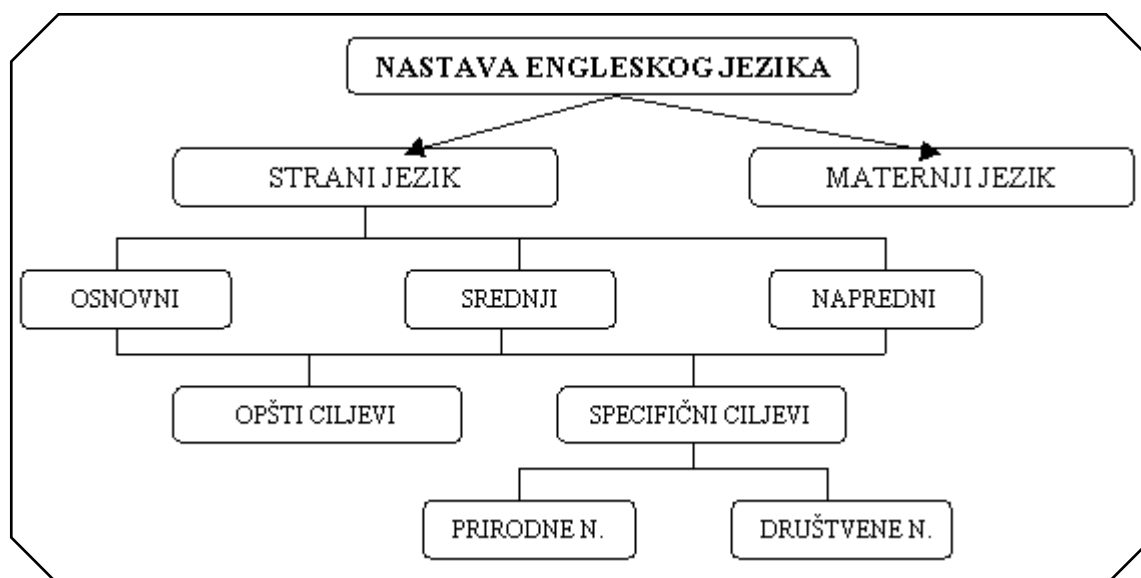 NASTAVA ENGLESKOG JEZIKA
STRANI JEZIK
MATERNJI JEZIK
OSNOVNI
SREDNJI
NAPREDNI
OPŠTI CILJEVI
SPECIFIČNI CILJEVI
PRIRODNE N.
DRUŠTVENE N.